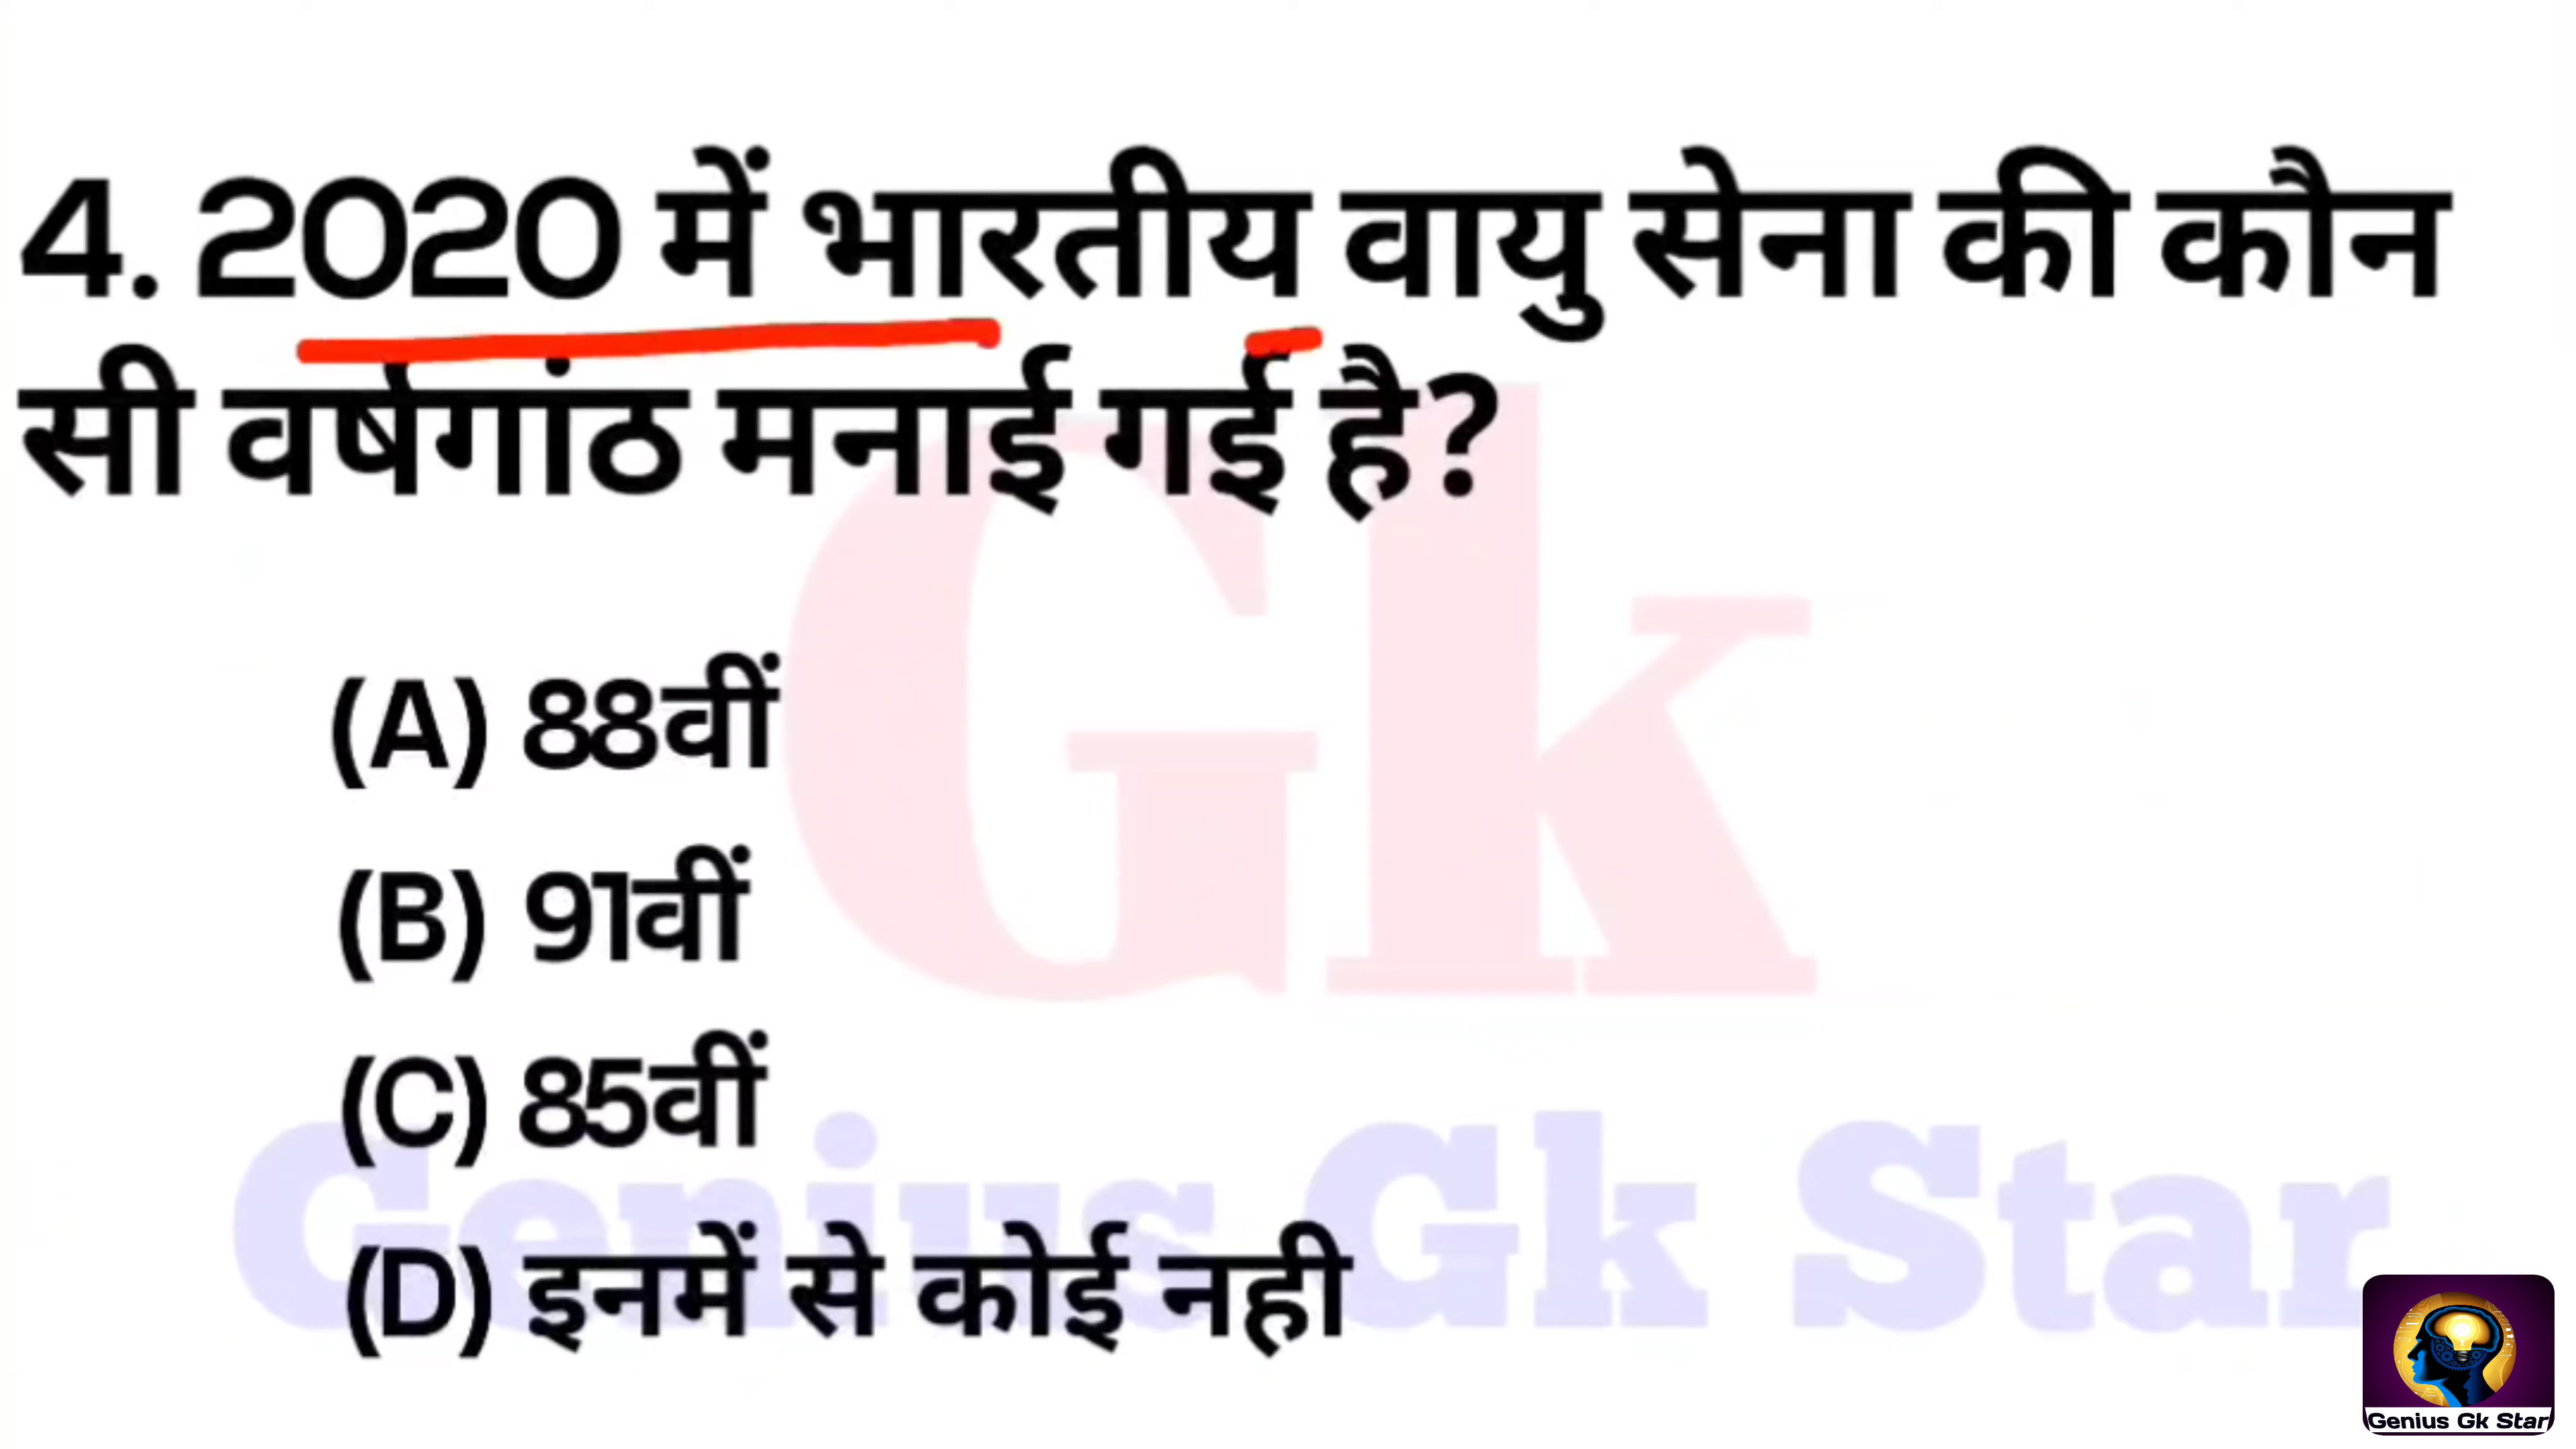 4. 2020 में भारतीय वायु सेना की कौन
सी वर्षगांठ मनाई गई है?
(A) 88वीं
(B) 91वीं
(C) 85वीं
(D) इनमें से कोई नही
Gk
Genius Gk Star
Genius Gk Star